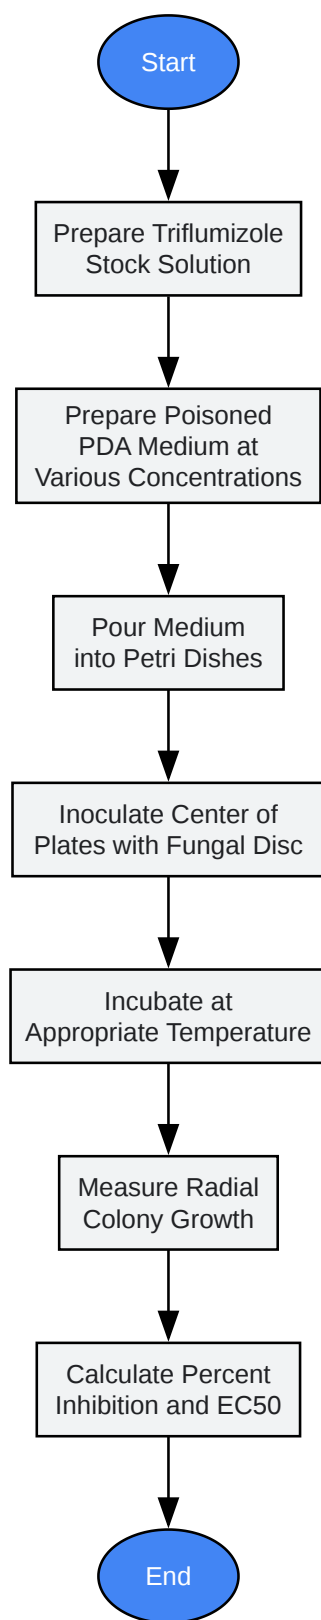 Start
Prepare Triflumizole
Stock Solution
Prepare Poisoned
PDA Medium at
Various Concentrations
Pour Medium
into Petri Dishes
Inoculate Center of
Plates with Fungal Disc
Incubate at
Appropriate Temperature
Measure Radial
Colony Growth
Calculate Percent
Inhibition and EC50
End